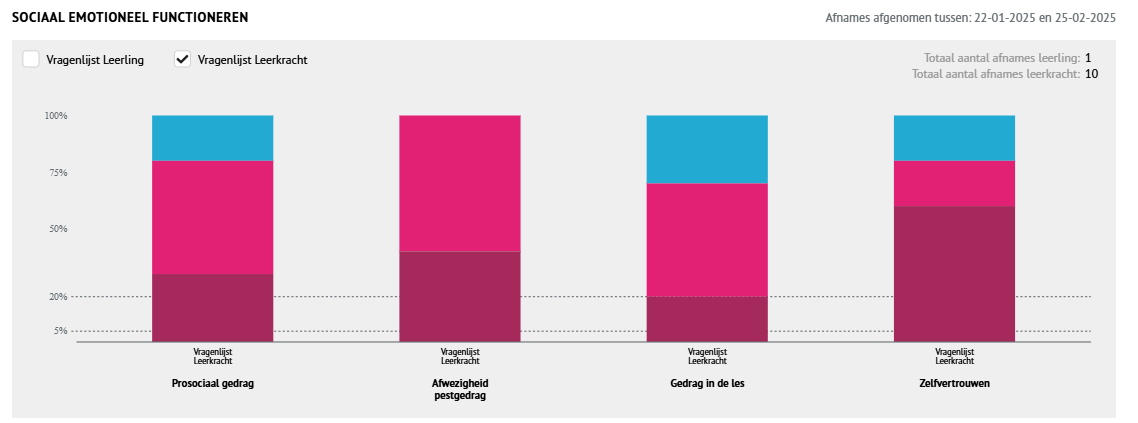 SOCIAAL EMOTIONEEL FUNCTIONEREN
Afnames afgenomen tussen: 22-01-2025 en 25-02-2025
Vragenlijst Leerling
Vragenlijst Leerkracht
Totaal aantal afnames leerling: 1
Totaal aantal afnames leerkracht: 10
100%
75%
50%
20%
5%
Vragenlijst
Leerkracht
Prosociaal gedrag
Vragenlijst
Leerkracht
Afwezigheid
pestgedrag
Vragenlijst
Leerkracht
Gedrag in de les
Vragenlijst
Leerkracht
Zelfvertrouwen